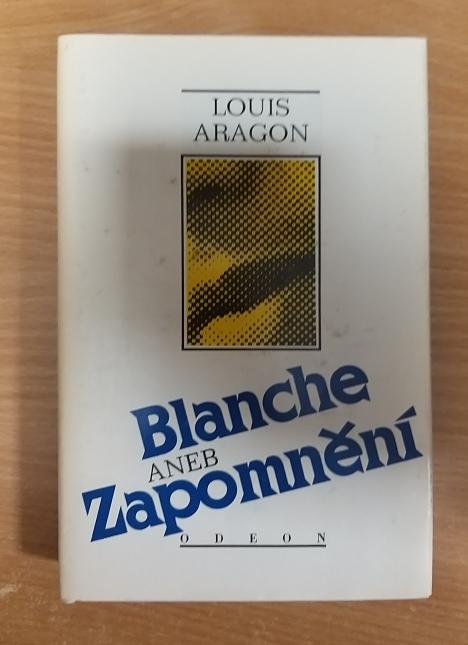 LOUIS
ARAGON
Blanche
ANEB
Zapomnění
ODEON